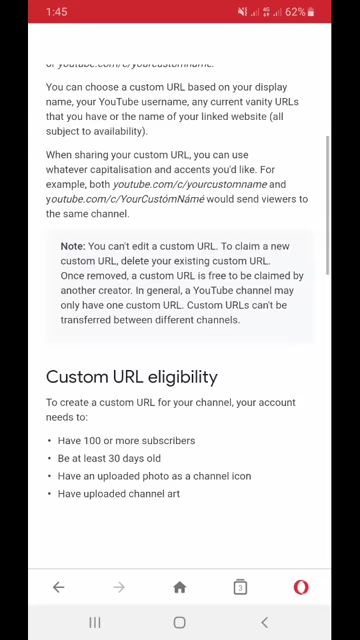 1:45
62%
or youtube.com/c/yourcustomname.
You can choose a custom URL based on your display
name, your YouTube username, any current vanity URLs
that you have or the name of your linked website (all
subject to availability).
When sharing your custom URL, you can use
whatever capitalisation and accents you'd like. For
example, both youtube.com/c/yourcustomname and
youtube.com/c/YourCustómNámé would send viewers to
the same channel.
Note: You can't edit a custom URL. To claim a new
custom URL, delete your existing custom URL.
Once removed, a custom URL is free to be claimed by
another creator. In general, a YouTube channel may
only have one custom URL. Custom URLs can't be
transferred between different channels.
Custom URL eligibility
To create a custom URL for your channel, your account
needs to:
• Have 100 or more subscribers
• Be at least 30 days old
• Have an uploaded photo as a channel icon
• Have uploaded channel art
3